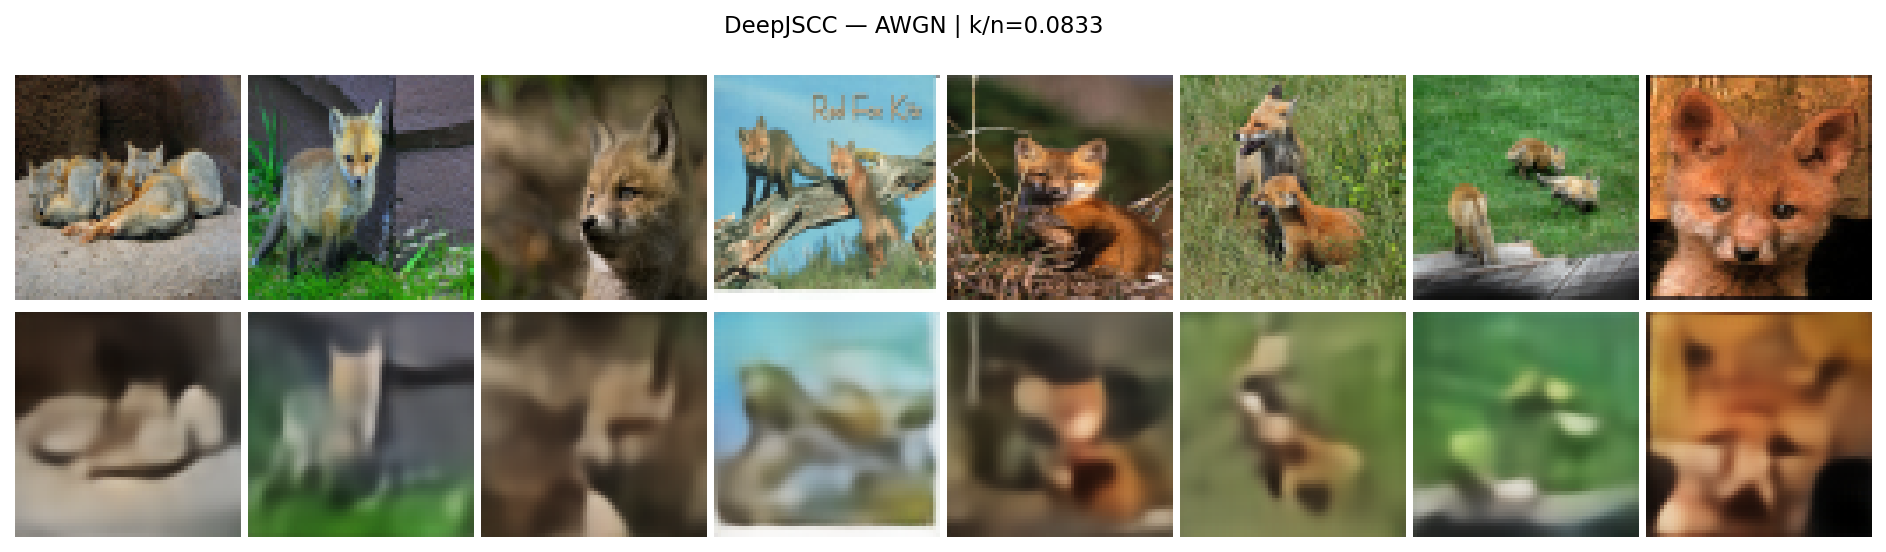 DeepJSCC — AWGN | k/n=0.0833
Red Fox Kits